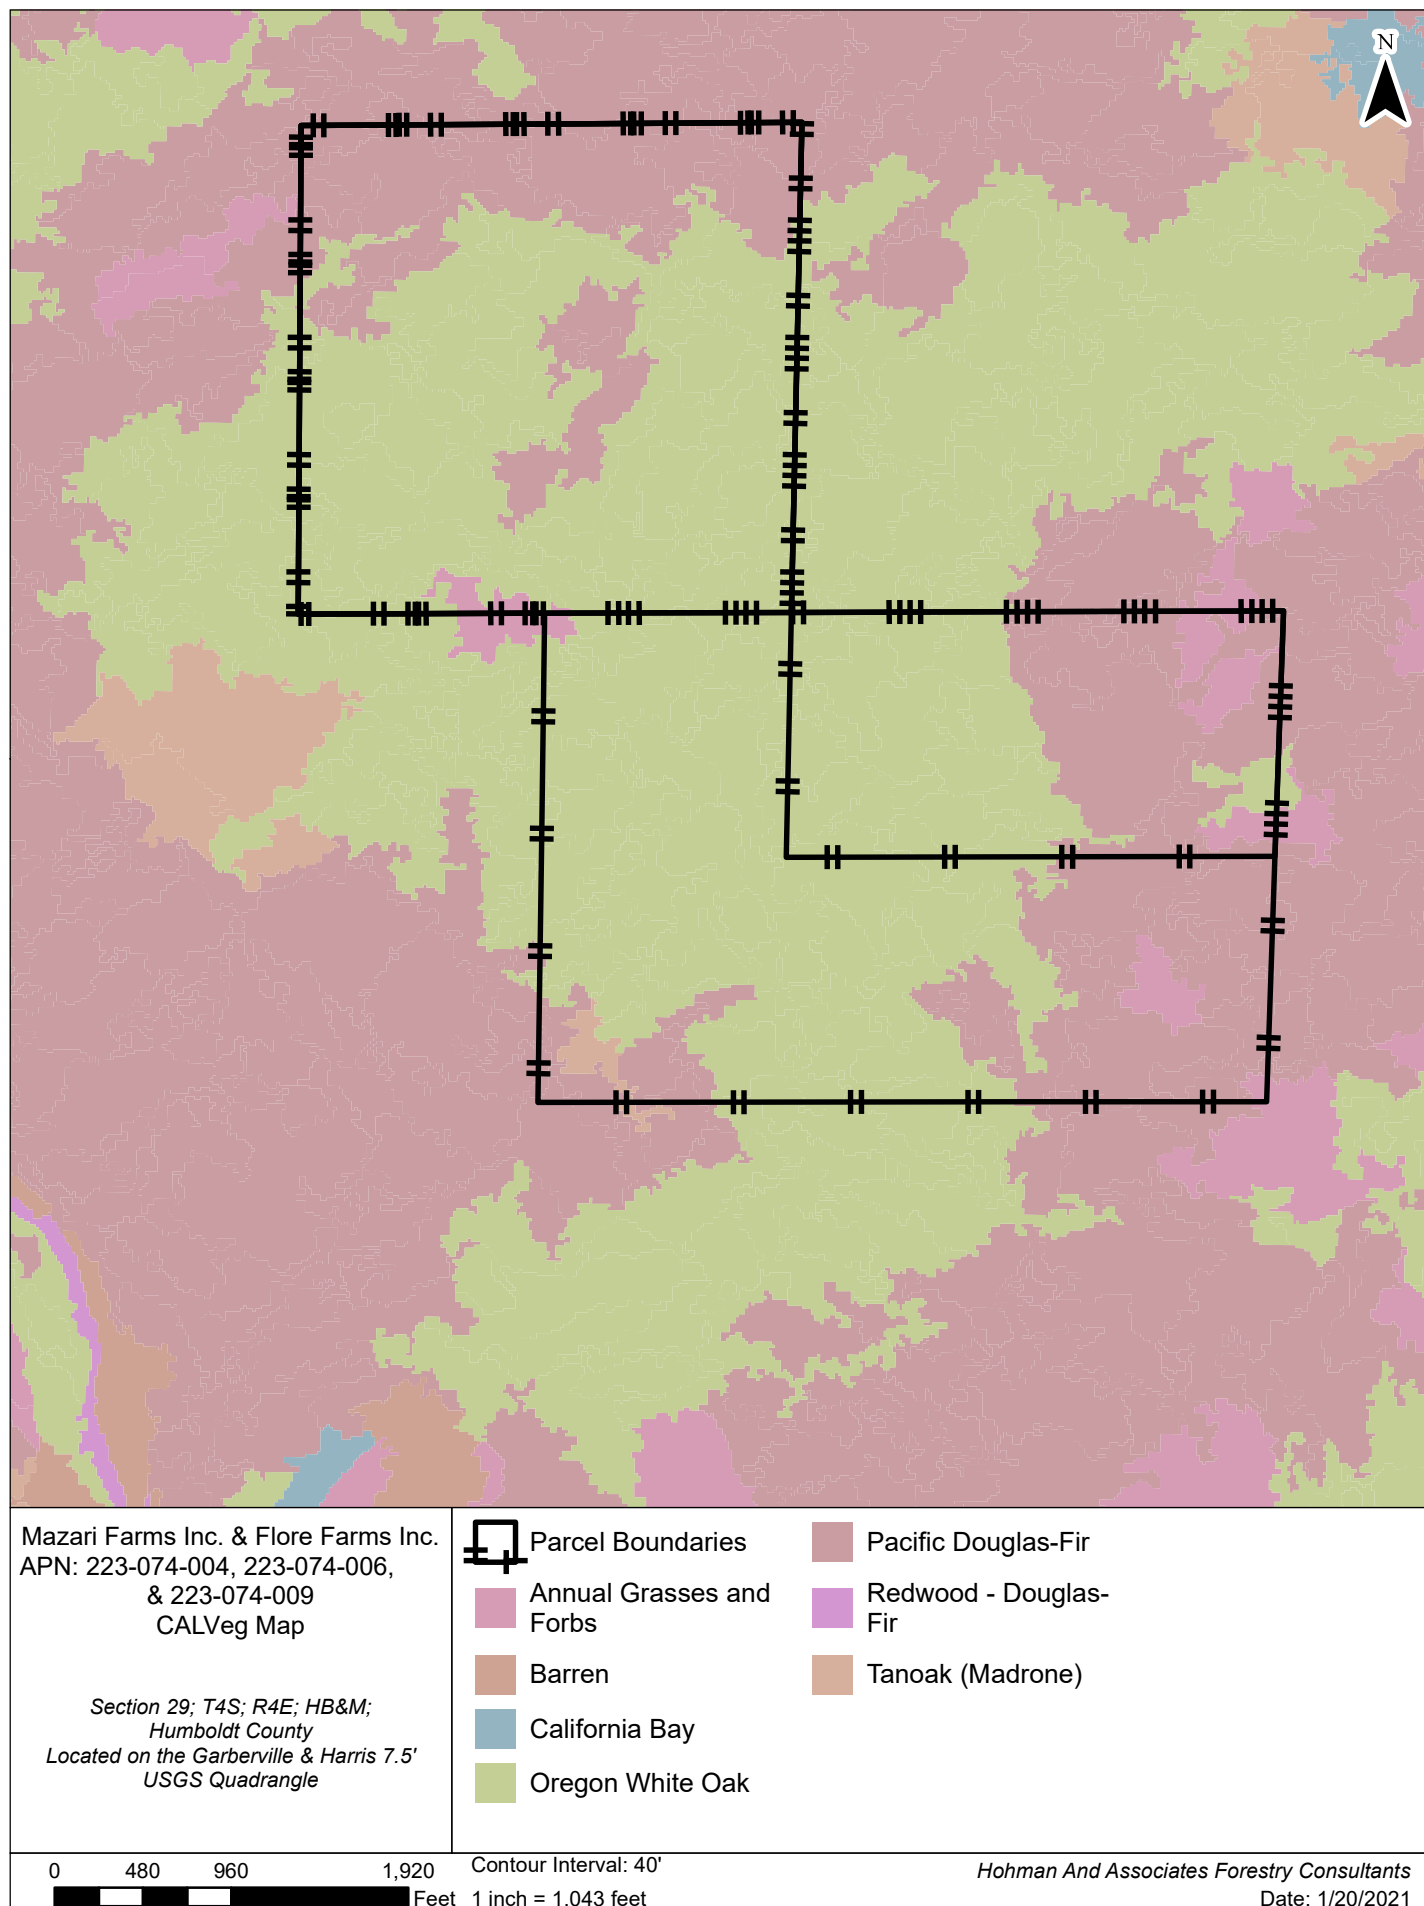 N
Mazari Farms Inc. & Flore Farms Inc.
APN: 223-074-004, 223-074-006,
& 223-074-009
CALVeg Map
Section 29; T4S; R4E; HB&M;
Humboldt County
Located on the Garberville & Harris 7.5'
USGS Quadrangle
Parcel Boundaries
Annual Grasses and
Forbs
Barren
California Bay
Oregon White Oak
Pacific Douglas-Fir
Redwood - Douglas-
Fir
Tanoak (Madrone)
0 480 960 1,920
Feet
Contour Interval: 40'
1 inch = 1,043 feet
Hohman And Associates Forestry Consultants
Date: 1/20/2021